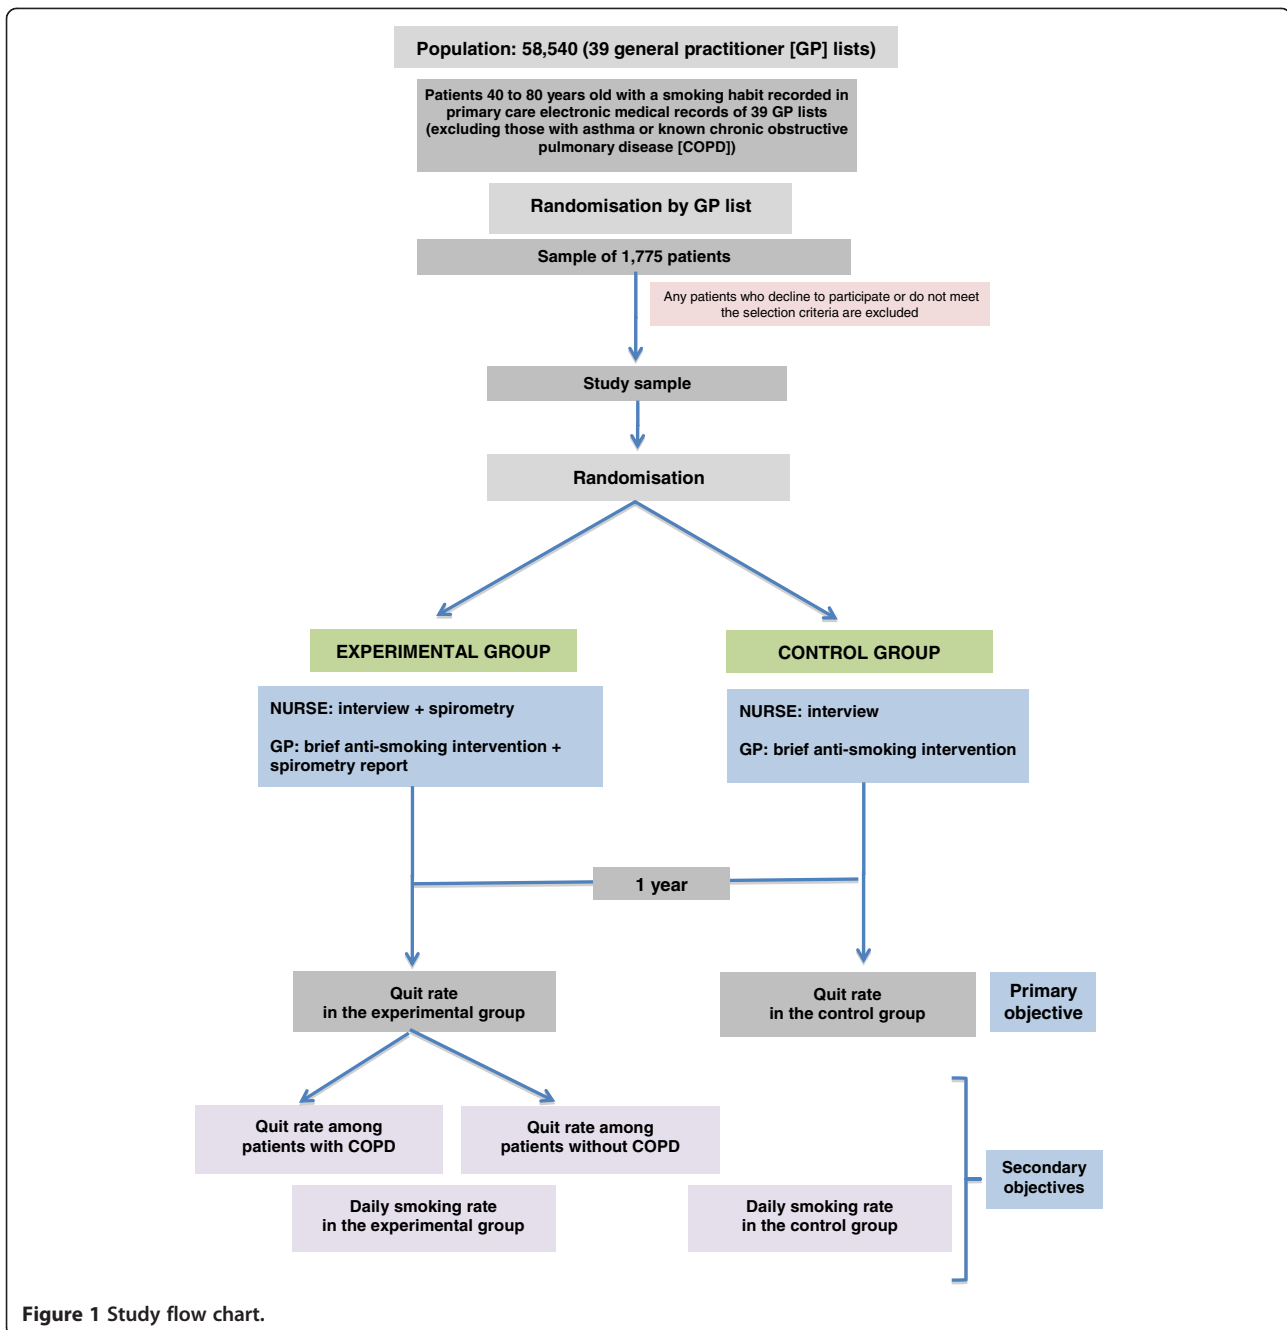 Population: 58,540 (39 general practitioner [GP] lists)
Patients 40 to 80 years old with a smoking habit recorded in
primary care electronic medical records of 39 GP lists
(excluding those with asthma or known chronic obstructive
pulmonary disease [COPD])
Randomisation by GP list
Sample of 1,775 patients
Any patients who decline to participate or do not meet
the selection criteria are excluded
Study sample
Randomisation
EXPERIMENTAL GROUP
NURSE: interview + spirometry
GP: brief anti-smoking intervention +
spirometry report
CONTROL GROUP
NURSE: interview
GP: brief anti-smoking intervention
1 year
Quit rate
in the experimental group
Quit rate
in the control group
Primary
objective
Quit rate among
patients with COPD
Quit rate among
patients without COPD
Daily smoking rate
in the experimental group
Daily smoking rate
in the control group
Secondary
objectives
Figure 1 Study flow chart.